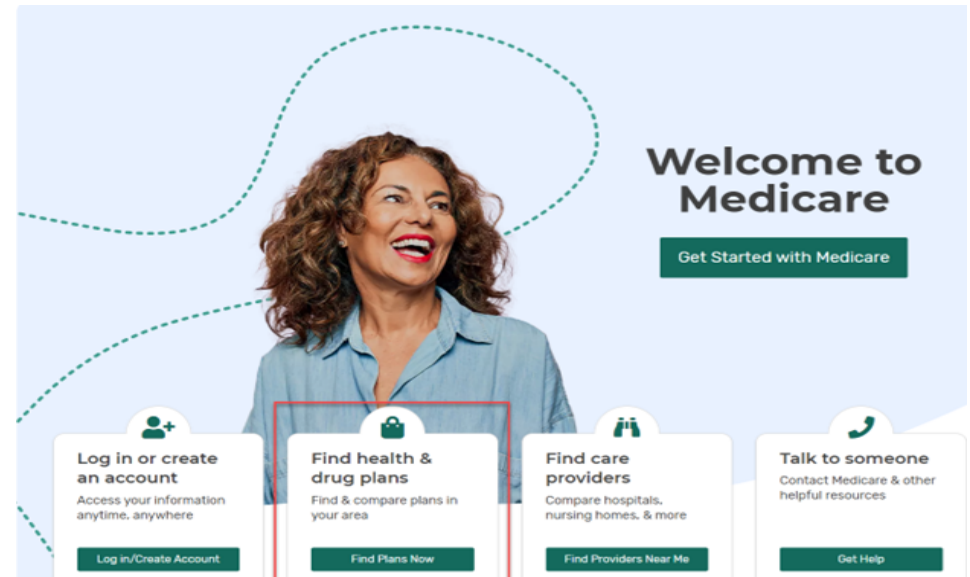 Welcome to
Medicare
Get Started with Medicare
Log in or create
an account
Access your information
anytime, anywhere
Log in/Create Account
Find health &
drug plans
Find & compare plans in
your area
Find Plans Now
Find care
providers
Compare hospitals,
nursing homes, & more
Find Providers Near Me
Talk to someone
Contact Medicare & other
helpful resources
Get Help